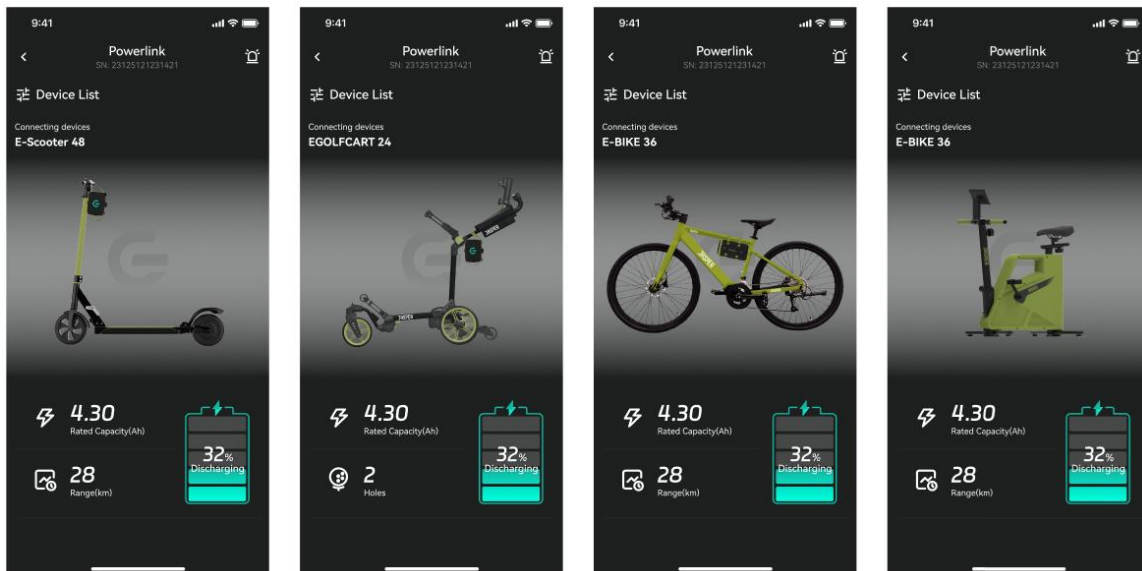 9:41
Powerlink
SN: 23125121231421
Device List
Connecting devices
E-Scooter 48
4.30
Rated Capacity(Ah)
28
Range(km)
32%
Discharging
9:41
Powerlink
SN: 23125121231421
Device List
Connecting devices
EGOLFCART 24
JASPER
JASPER
4.30
Rated Capacity(Ah)
2
Holes
32%
Discharging
9:41
Powerlink
SN: 23125121231421
Device List
Connecting devices
E-BIKE 36
JASPER
4.30
Rated Capacity(Ah)
28
Range(km)
32%
Discharging
9:41
Powerlink
SN: 23125121231421
Device List
Connecting devices
E-BIKE 36
4.30
Rated Capacity(Ah)
28
Range(km)
32%
Discharging